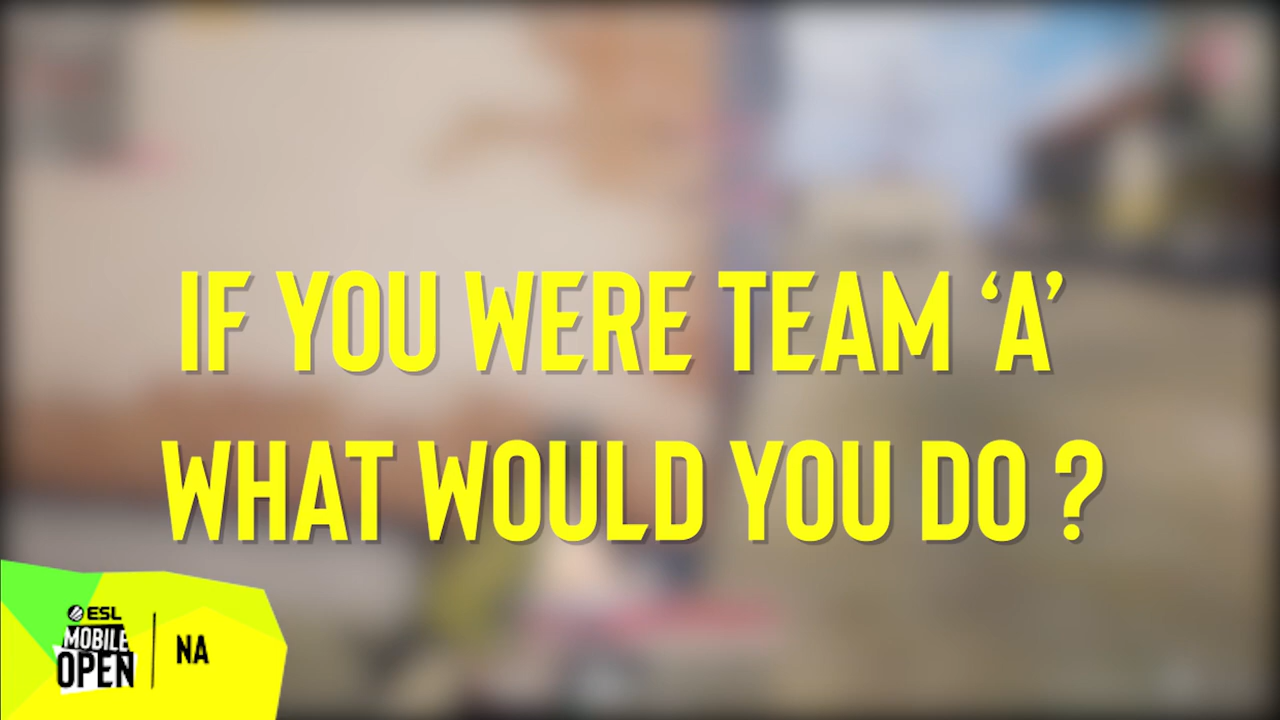 IF YOU WERE TEAM ‘A’
WHAT WOULD YOU DO ?
ESL
MOBILE
OPEN
NA